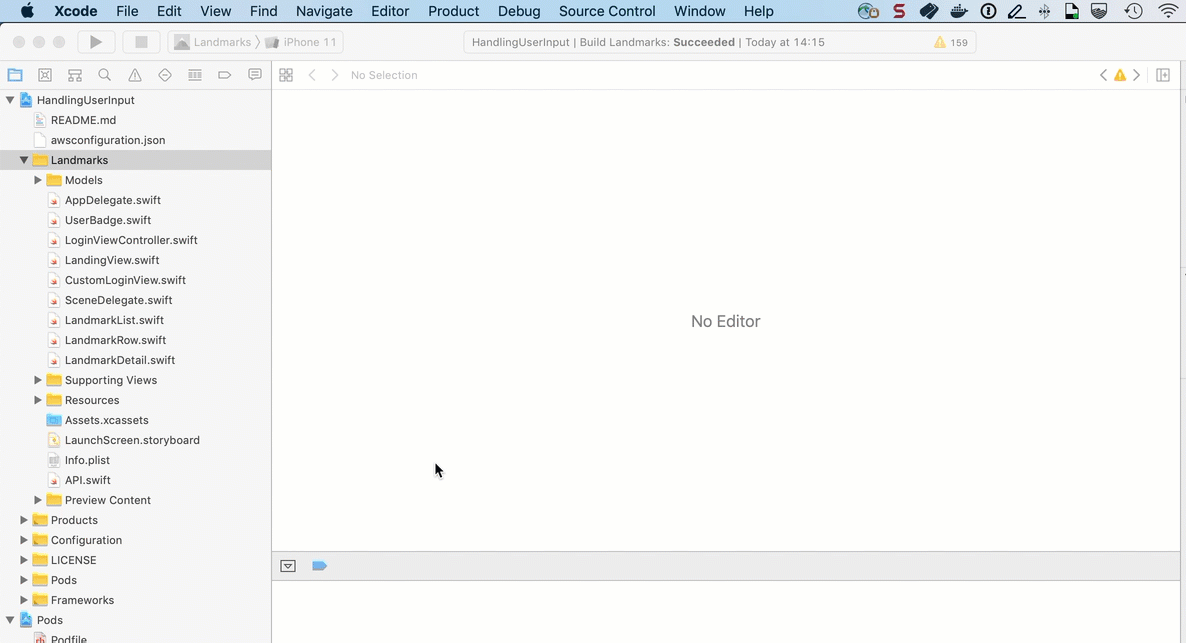 Xcode File Edit View Find Navigate Editor Product Debug Source Control Window Help
Landmarks iPhone 11 HandlingUserInput | Build Landmarks: Succeeded | Today at 14:15 159
No Selection
HandlingUserInput
README.md
awsconfiguration.json
Landmarks
Models
AppDelegate.swift
UserBadge.swift
LoginViewController.swift
LandingView.swift
CustomLoginView.swift
SceneDelegate.swift
LandmarkList.swift
No Editor
LandmarkRow.swift
LandmarkDetail.swift
Supporting Views
Resources
Assets.xcassets
LaunchScreen.storyboard
Info.plist
API.swift
Preview Content
Products
Configuration
LICENSE
Pods
Frameworks
Pods
Podfile